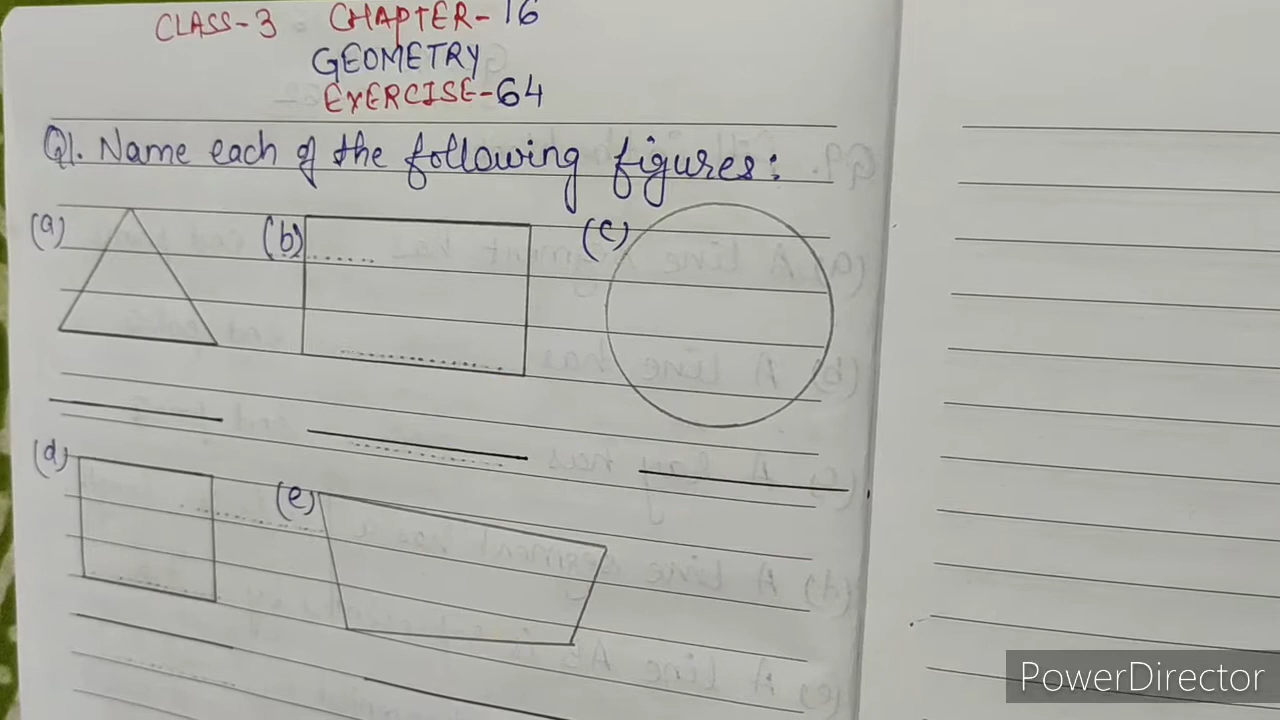 CLASS-3 CHAPTER-16
GEOMETRY
EXERCISE-64
Q1. Name each of the following figures:
(a) (b) (c)
(d) (e)
PowerDirector